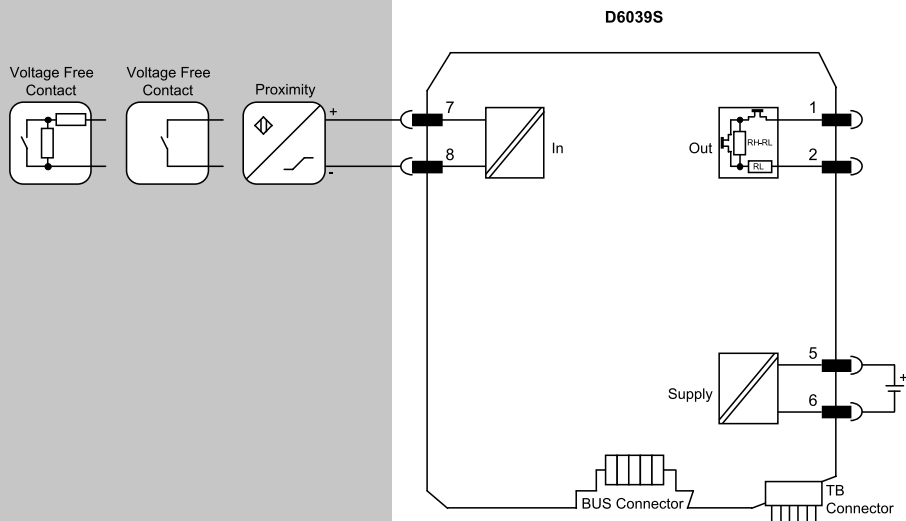 D6039S
Voltage Free
Contact
Voltage Free
Contact
Proximity
+
-
7
8
In
Out
RH-RL
RL
1
2
Supply
5
6
+
BUS Connector
TB
Connector